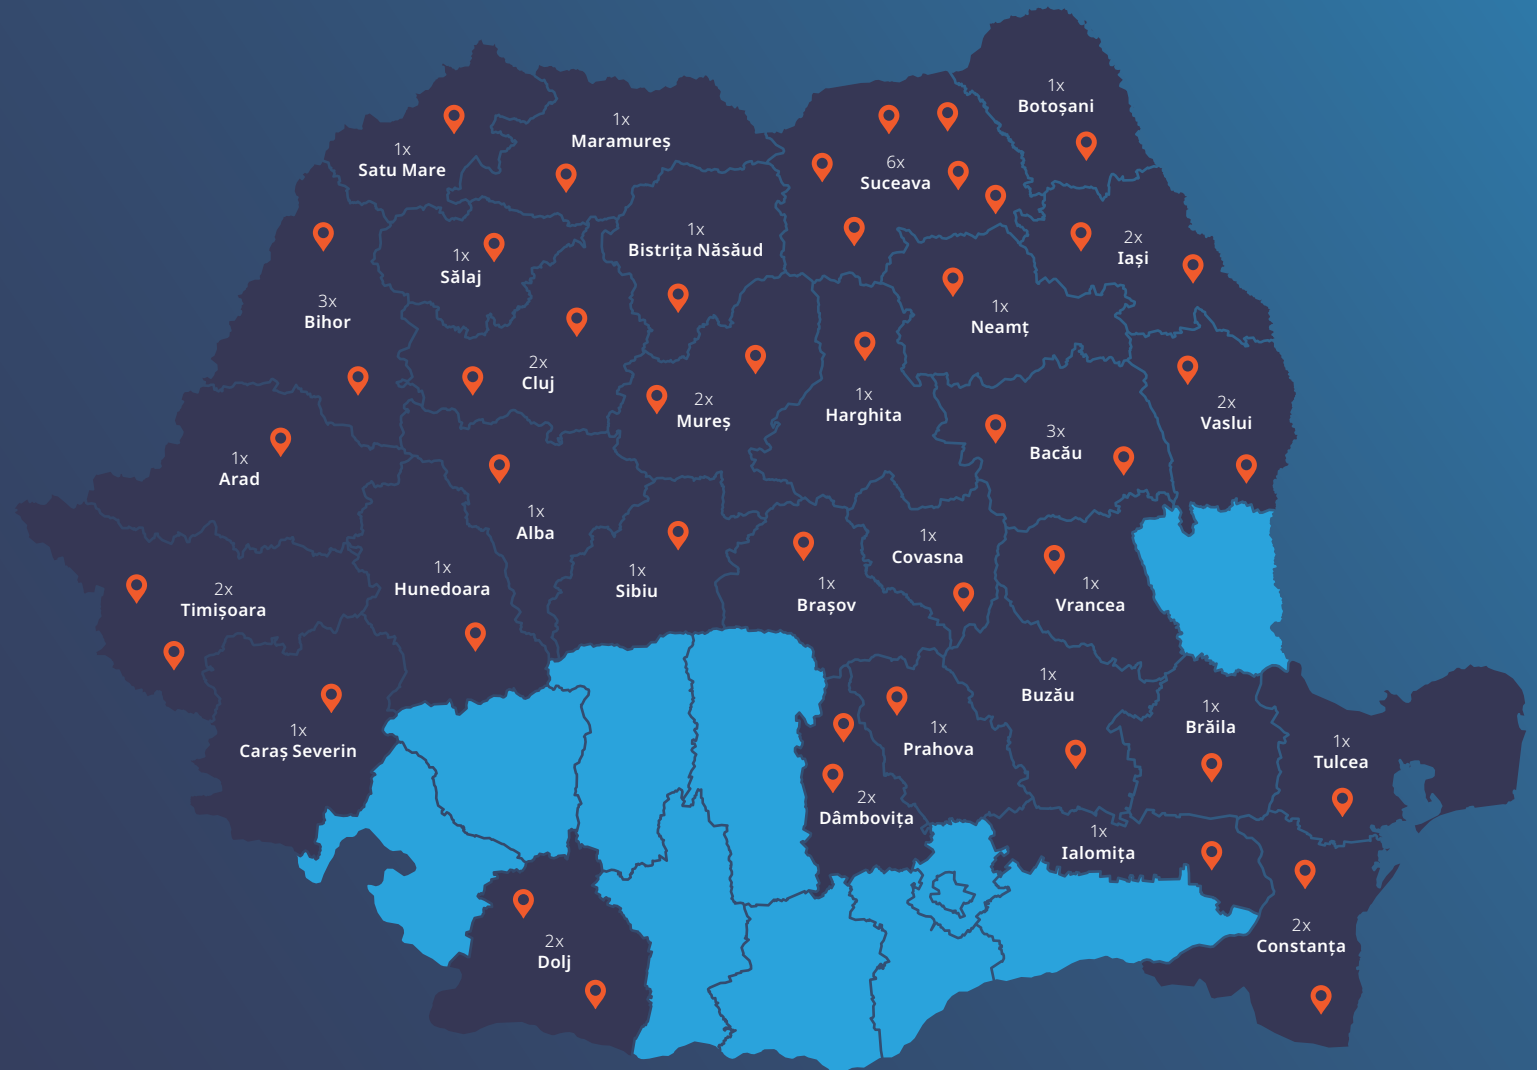 1x
Botoșani
1x
Maramureș
1x
Satu Mare
6x
Suceava
1x
Bistrița Năsăud
2x
Iași
1x
Sălaj
3x
Bihor
1x
Neamț
2x
Cluj
2x
Mureș
1x
Harghita
2x
Vaslui
3x
Bacău
1x
Arad
1x
Alba
1x
Covasna
1x
Hunedoara
1x
Sibiu
1x
Brașov
1x
Vrancea
2x
Timișoara
1x
Buzău
1x
Brăila
1x
Caraș Severin
1x
Prahova
1x
Tulcea
2x
Dâmbovița
1x
Ialomița
2x
Dolj
2x
Constanța